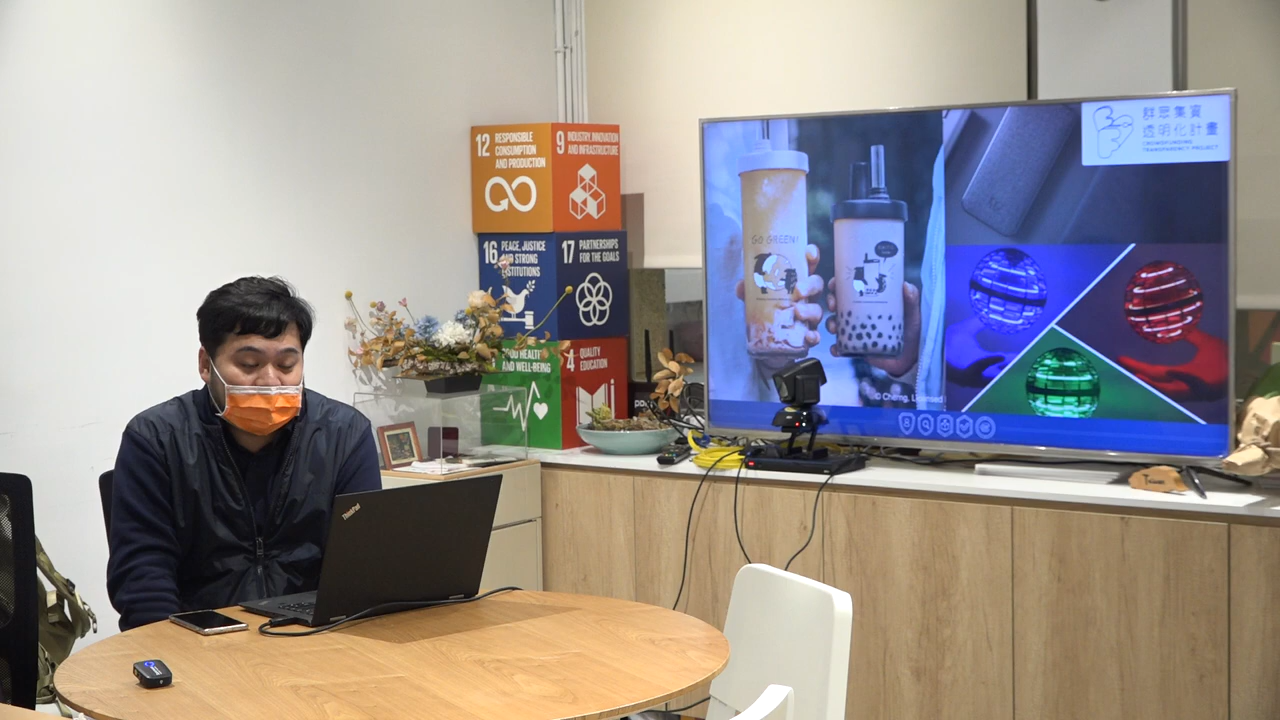 12 RESPONSIBLE
CONSUMPTION
AND PRODUCTION
9 INDUSTRY, INNOVATION
AND INFRASTRUCTURE
16 PEACE, JUSTICE
AND STRONG
INSTITUTIONS
17 PARTNERSHIPS
FOR THE GOALS
GOOD HEALTH
AND WELL-BEING
4 QUALITY
EDUCATION
群眾集資
透明化計畫
CROWDFUNDING
TRANSPARENCY PROJECT
GO GREEN!
© Cherng. Licensed
ThinkPad